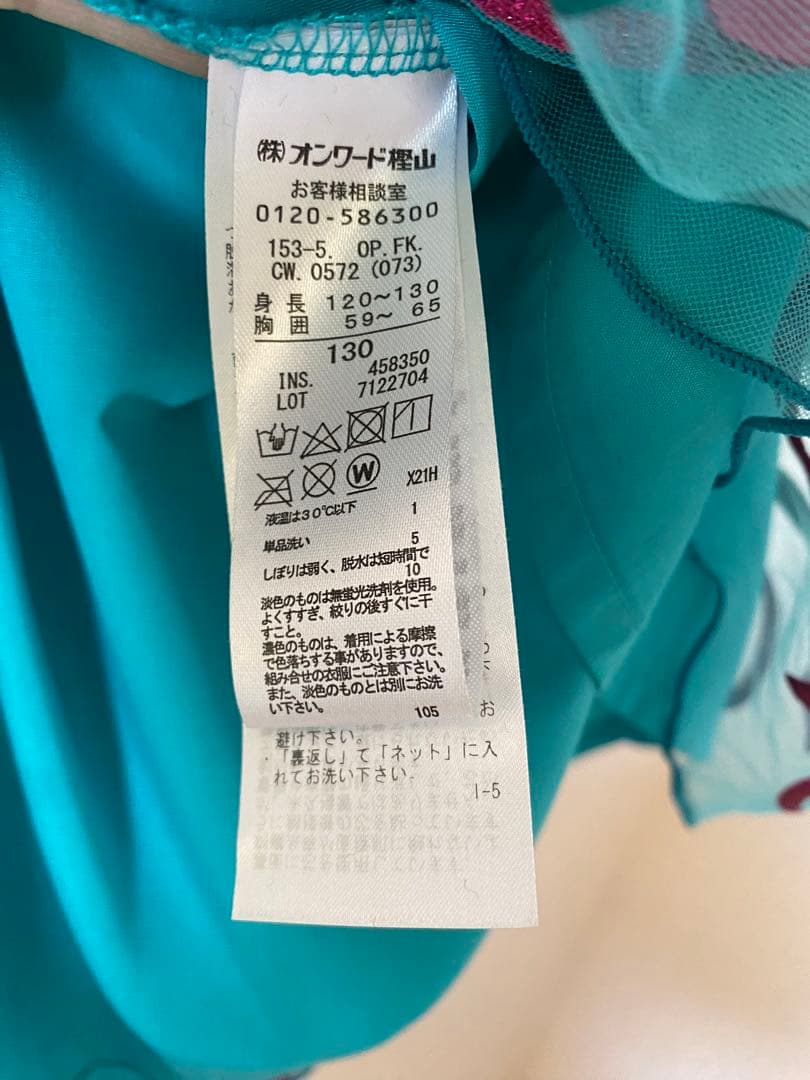 ㈱オンワード樫山
お客様相談室
0120-586300
153-5. OP.FK.
CW. 0572 (073)
身 長 120～130
胸 囲 59～ 65
130
INS. 458350
LOT 7122704
W X21H
液温は30℃以下 1
単品洗い 5
しぼりは弱く、脱水は短時間で
10
淡色のものは無蛍光洗剤を使用。
よくすすぎ、絞りの後すぐに干
すこと。
濃色のものは、着用による摩擦
で色落ちする事がありますので、
組み合せの衣服にご注意下さい。
また、淡色のものとは別にお洗
い下さい。 105
お
避け下さい。
・「裏返し」て「ネット」に入
れてお洗い下さい。
I-5